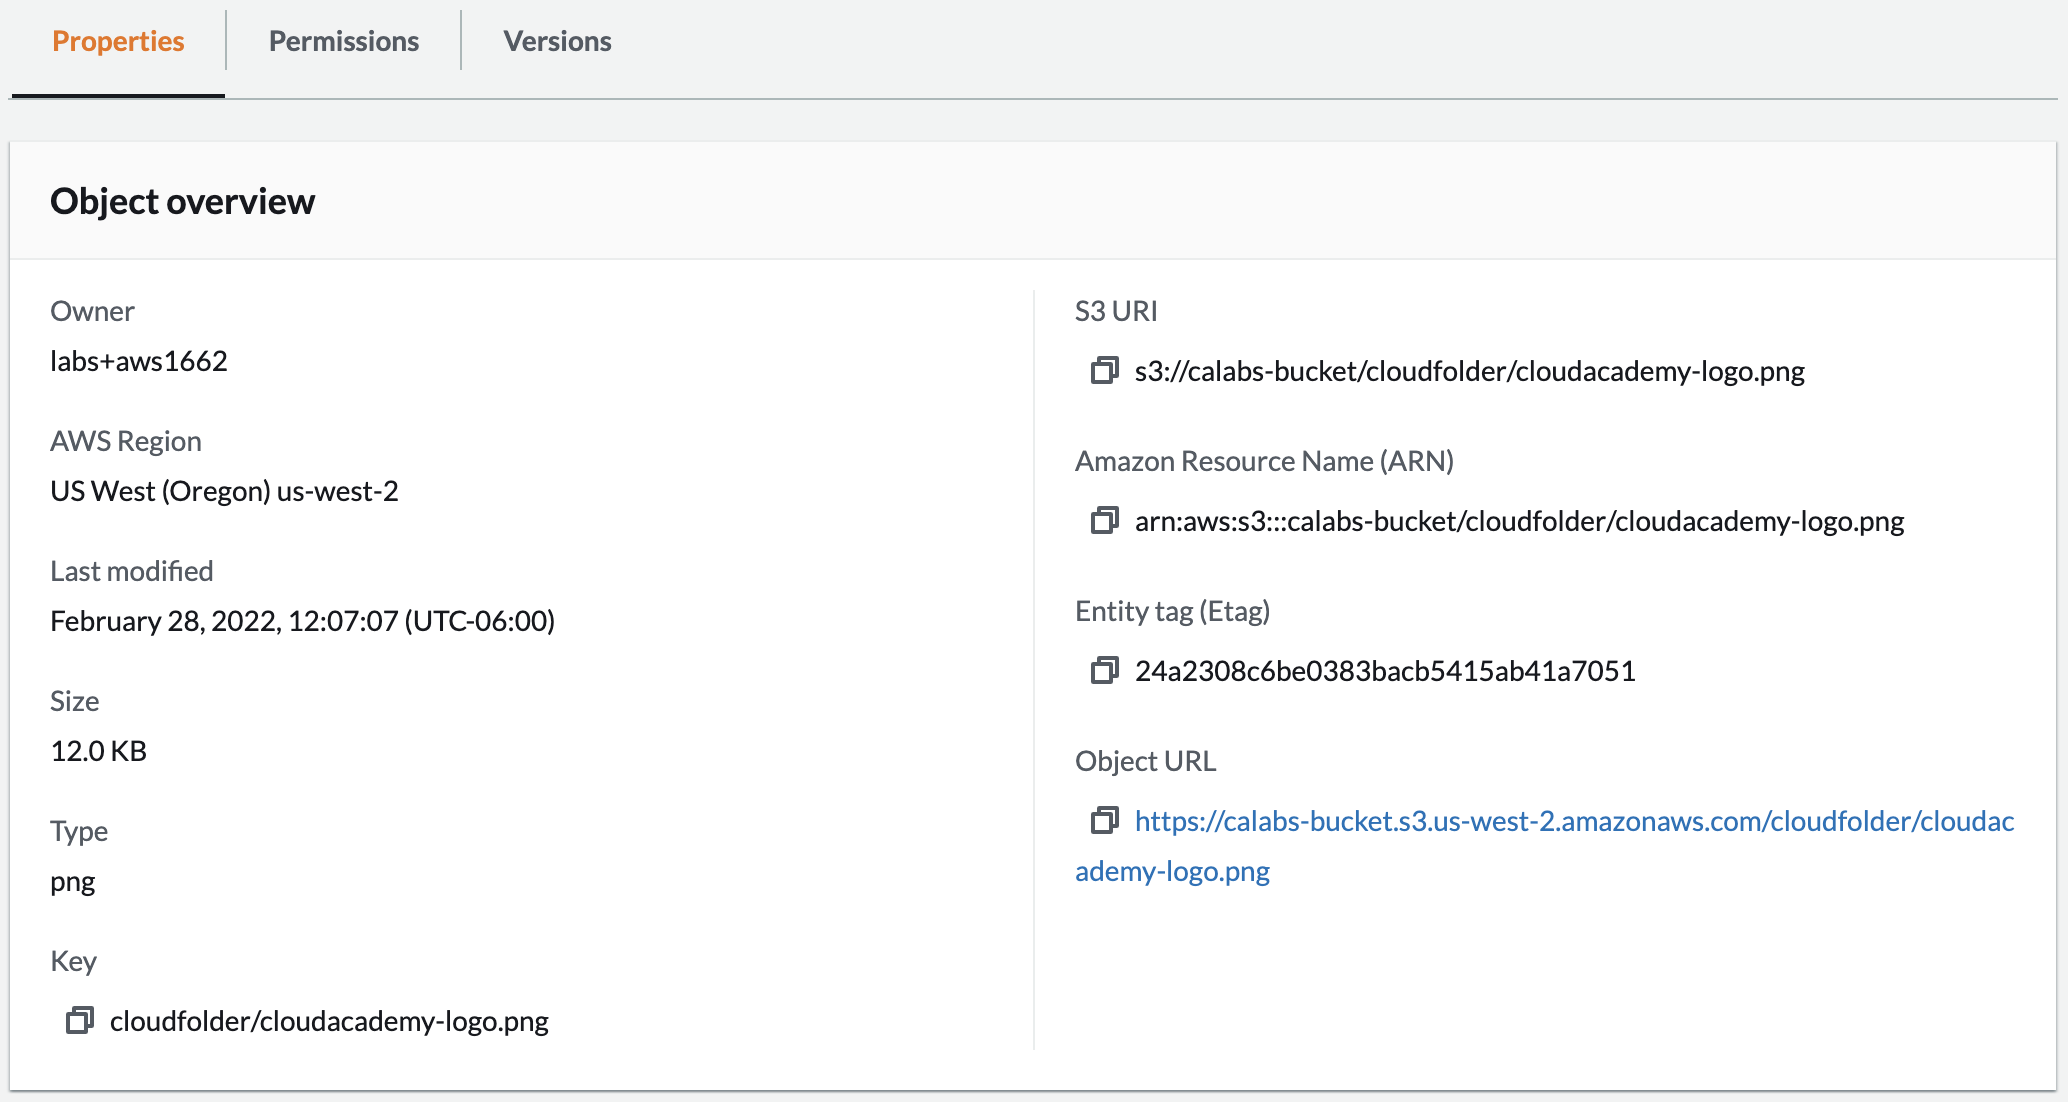 Properties
Permissions
Versions
Object overview
Owner
labs+aws1662
AWS Region
US West (Oregon) us-west-2
Last modified
February 28, 2022, 12:07:07 (UTC-06:00)
Size
12.0 KB
Type
png
Key
cloudfolder/cloudacademy-logo.png
S3 URI
s3://calabs-bucket/cloudfolder/cloudacademy-logo.png
Amazon Resource Name (ARN)
arn:aws:s3:::calabs-bucket/cloudfolder/cloudacademy-logo.png
Entity tag (Etag)
24a2308c6be0383bacb5415ab41a7051
Object URL
https://calabs-bucket.s3.us-west-2.amazonaws.com/cloudfolder/cloudac
ademy-logo.png